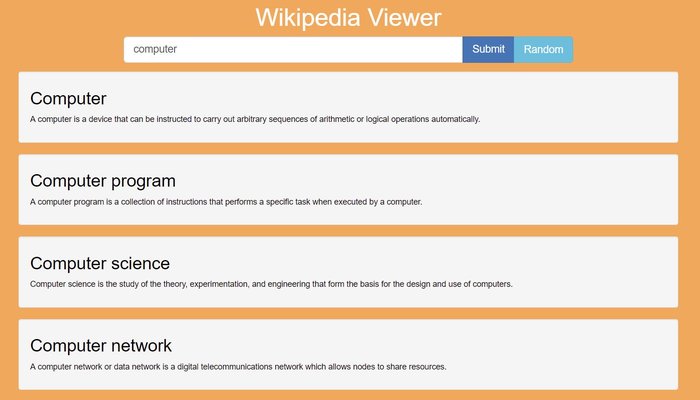 Wikipedia Viewer
computer Submit Random
Computer
A computer is a device that can be instructed to carry out arbitrary sequences of arithmetic or logical operations automatically.
Computer program
A computer program is a collection of instructions that performs a specific task when executed by a computer.
Computer science
Computer science is the study of the theory, experimentation, and engineering that form the basis for the design and use of computers.
Computer network
A computer network or data network is a digital telecommunications network which allows nodes to share resources.